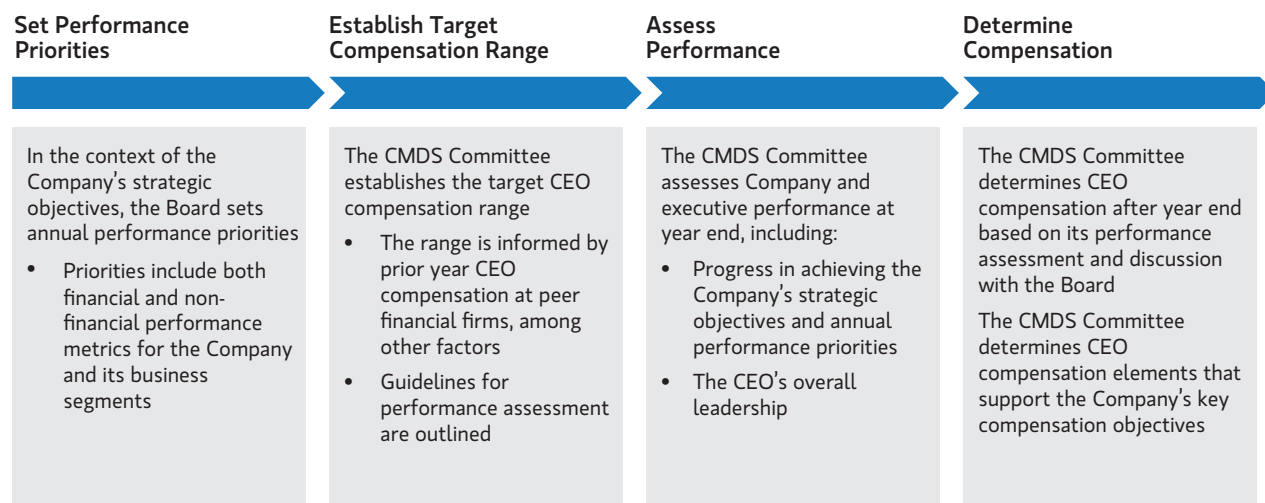 Set Performance
Priorities
In the context of the
Company's strategic
objectives, the Board sets
annual performance priorities
• Priorities include both
financial and non-
financial performance
metrics for the Company
and its business
segments
Establish Target
Compensation Range
The CMDS Committee
establishes the target CEO
compensation range
• The range is informed by
prior year CEO
compensation at peer
financial firms, among
other factors
• Guidelines for
performance assessment
are outlined
Assess
Performance
The CMDS Committee
assesses Company and
executive performance at
year end, including:
• Progress in achieving the
Company's strategic
objectives and annual
performance priorities
• The CEO's overall
leadership
Determine
Compensation
The CMDS Committee
determines CEO
compensation after year end
based on its performance
assessment and discussion
with the Board
The CMDS Committee
determines CEO
compensation elements that
support the Company's key
compensation objectives